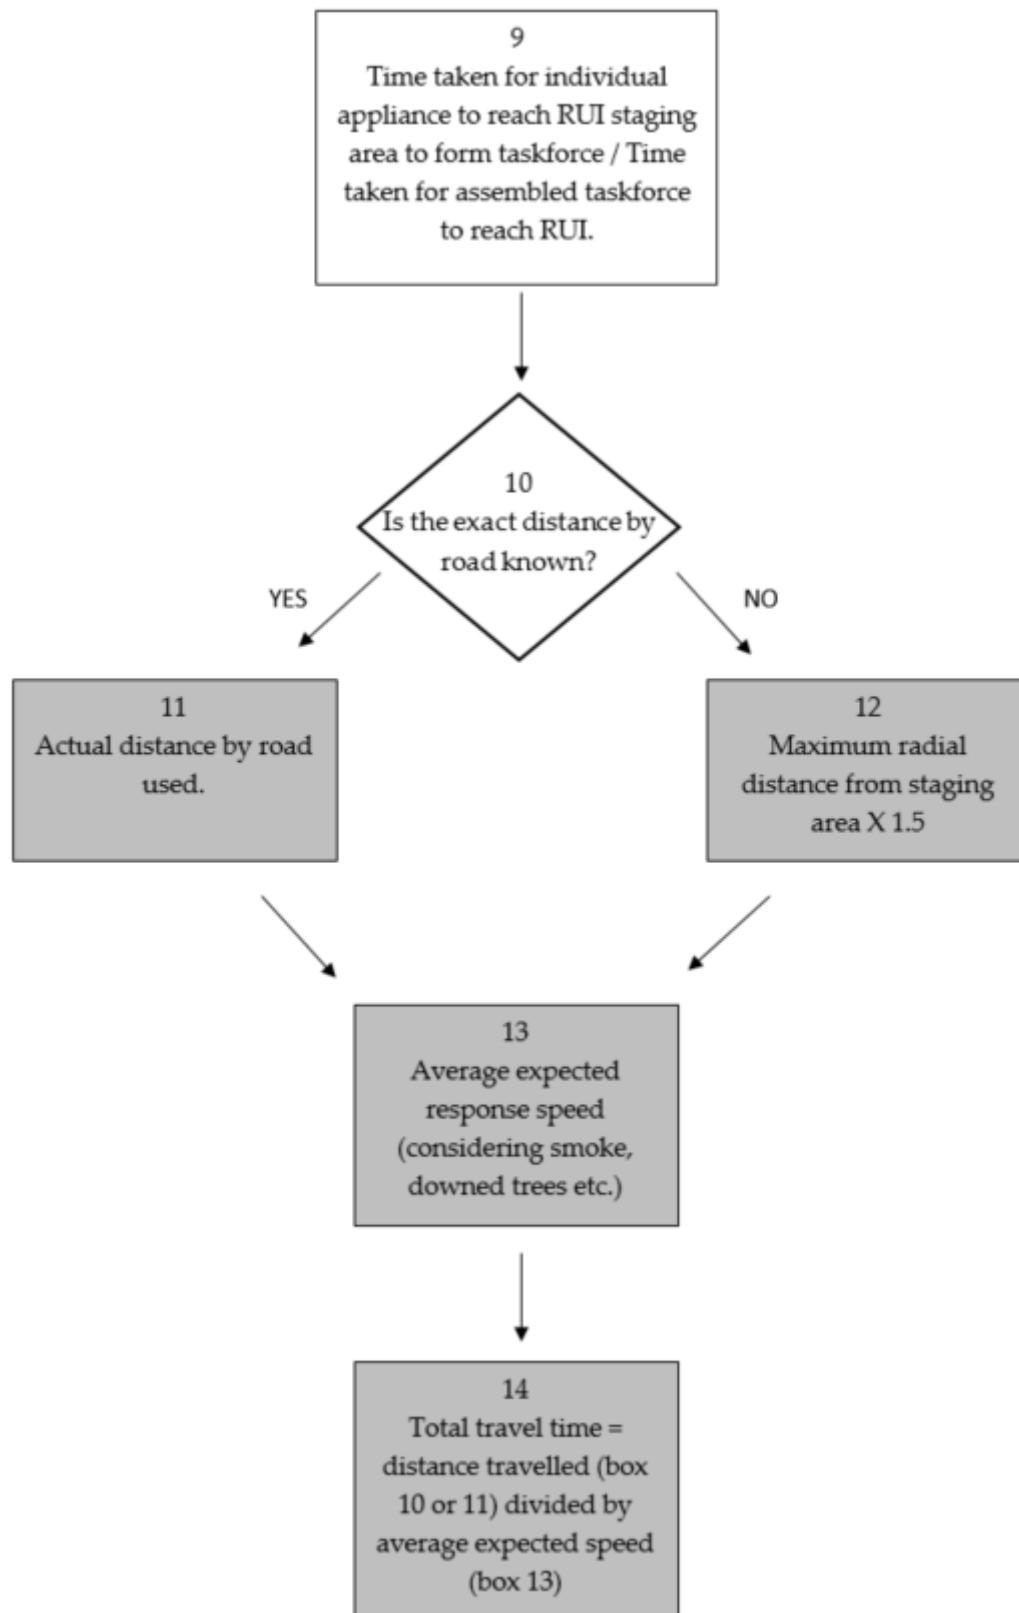 9
Time taken for individual
appliance to reach RUI staging
area to form taskforce / Time
taken for assembled taskforce
to reach RUI.
10
Is the exact distance by
road known?
YES
NO
11
Actual distance by road
used.
12
Maximum radial
distance from staging
area X 1.5
13
Average expected
response speed
(considering smoke,
downed trees etc.)
14
Total travel time =
distance travelled (box
10 or 11) divided by
average expected speed
(box 13)